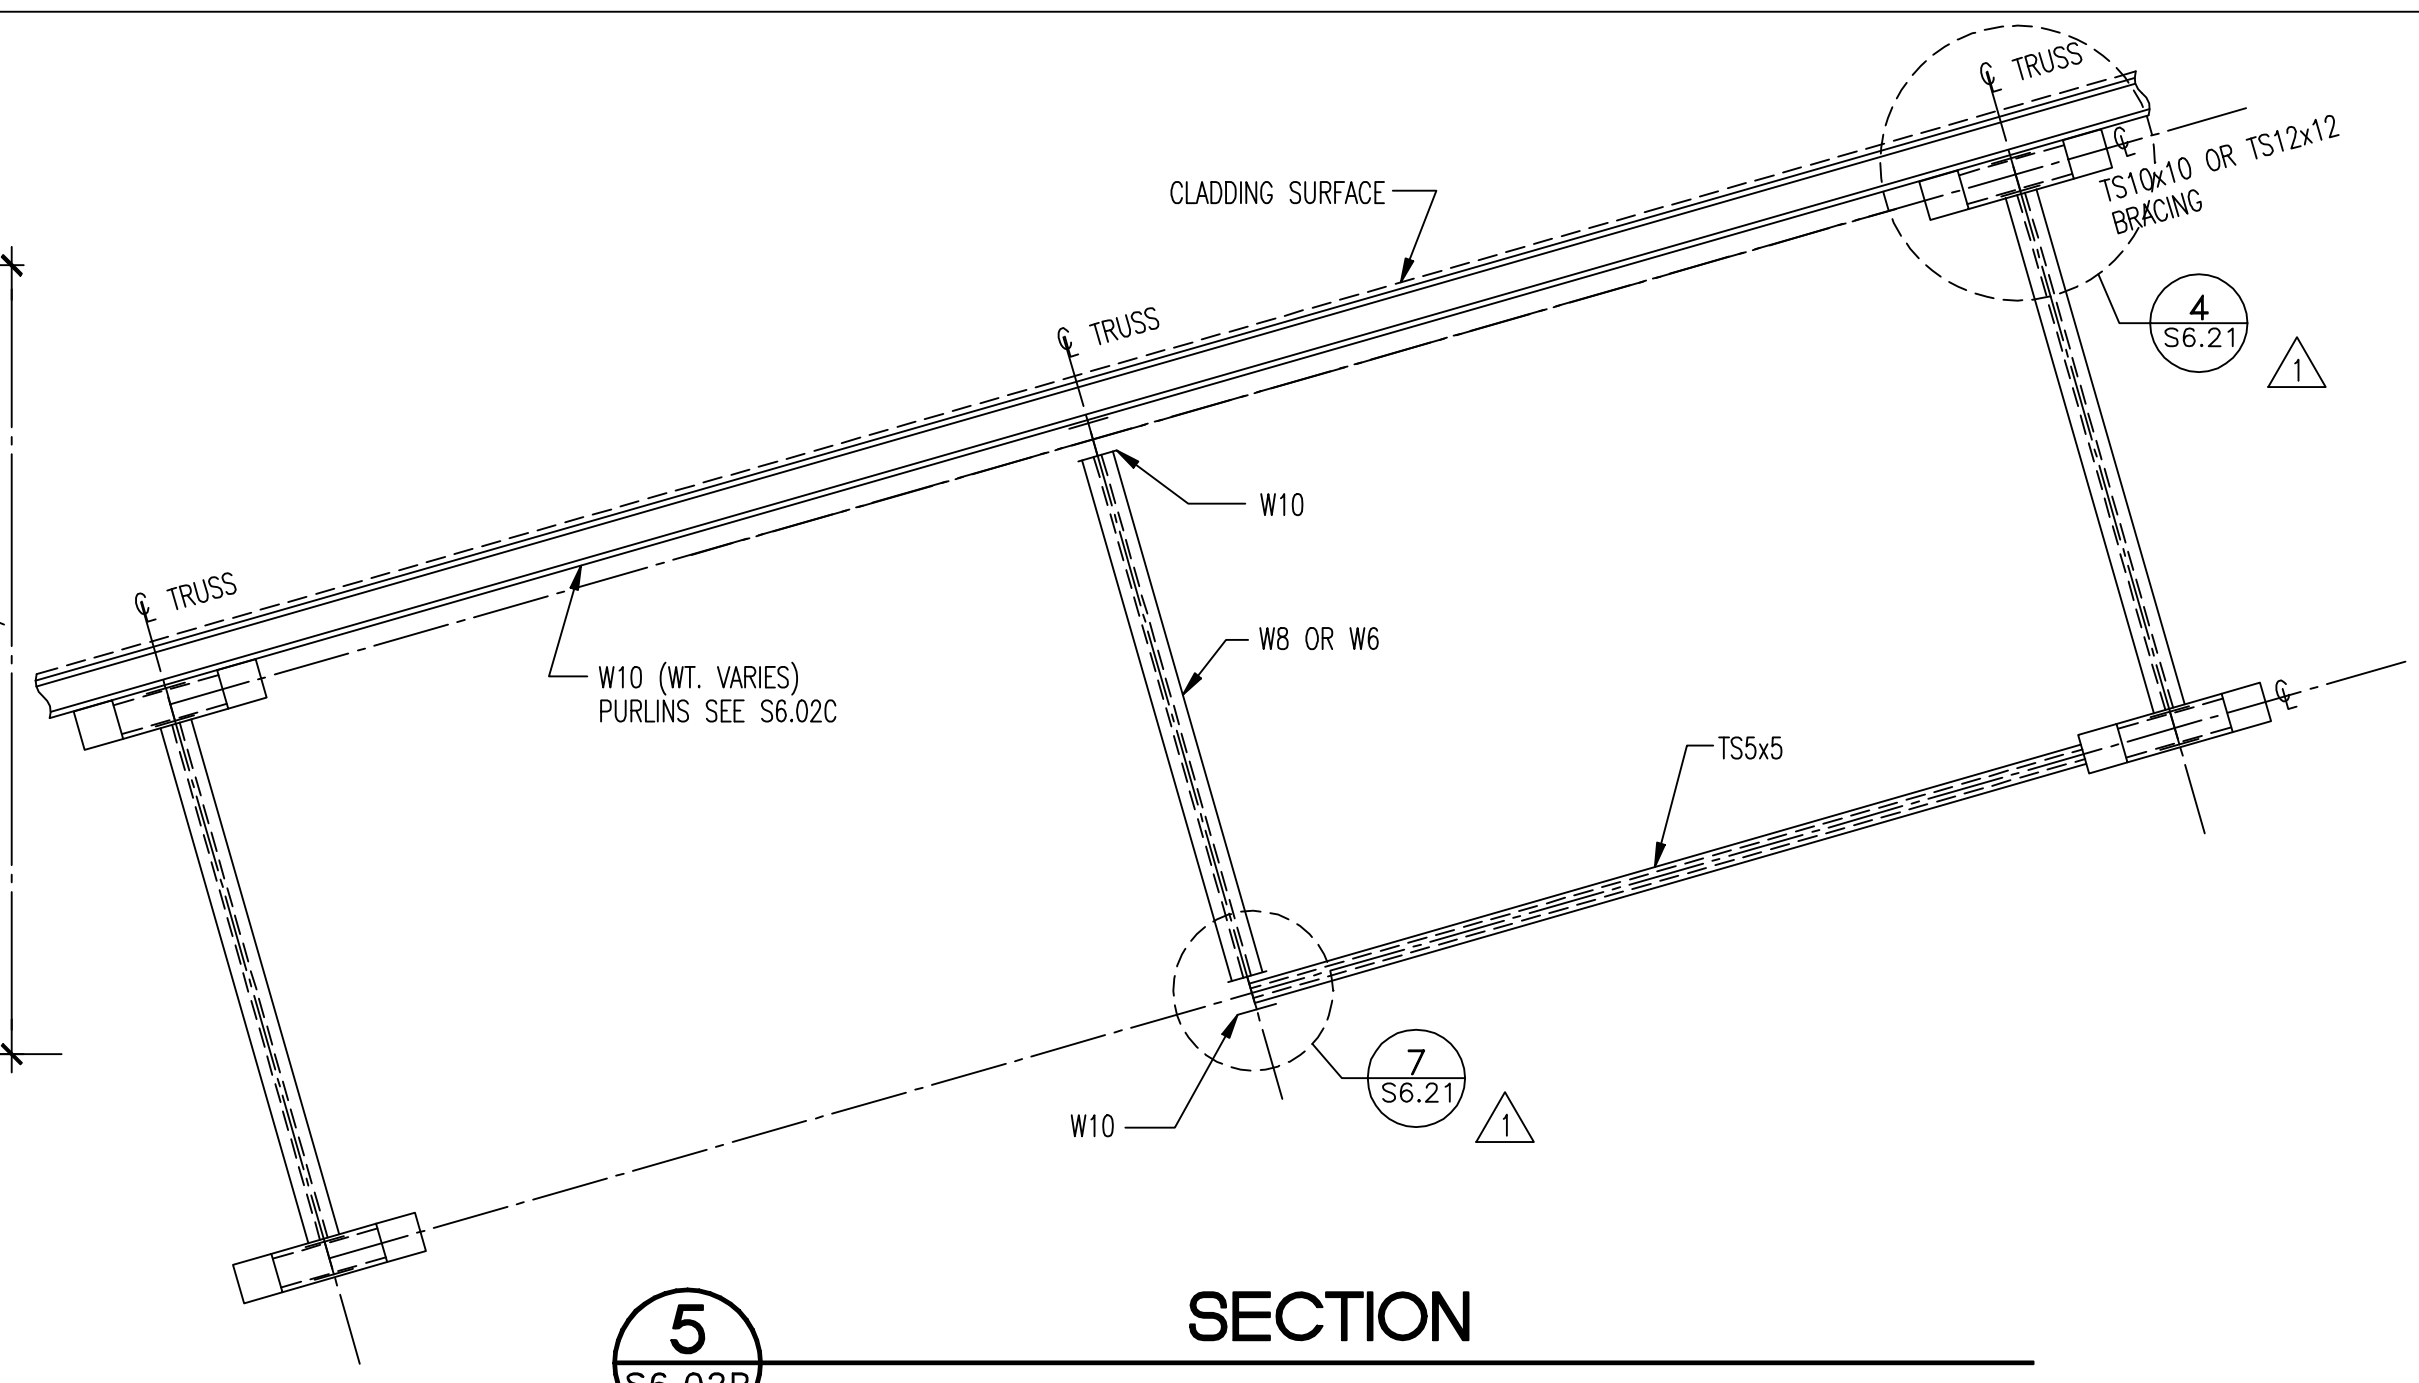 ℄ TRUSS
℄
TS10x10 OR TS12x12
BRACING
CLADDING SURFACE
4
S6.21
1
℄ TRUSS
W10
℄ TRUSS
W8 OR W6
W10 (WT. VARIES)
PURLINS SEE S6.02C
℄
TS5x5
7
S6.21
1
W10
5
SECTION